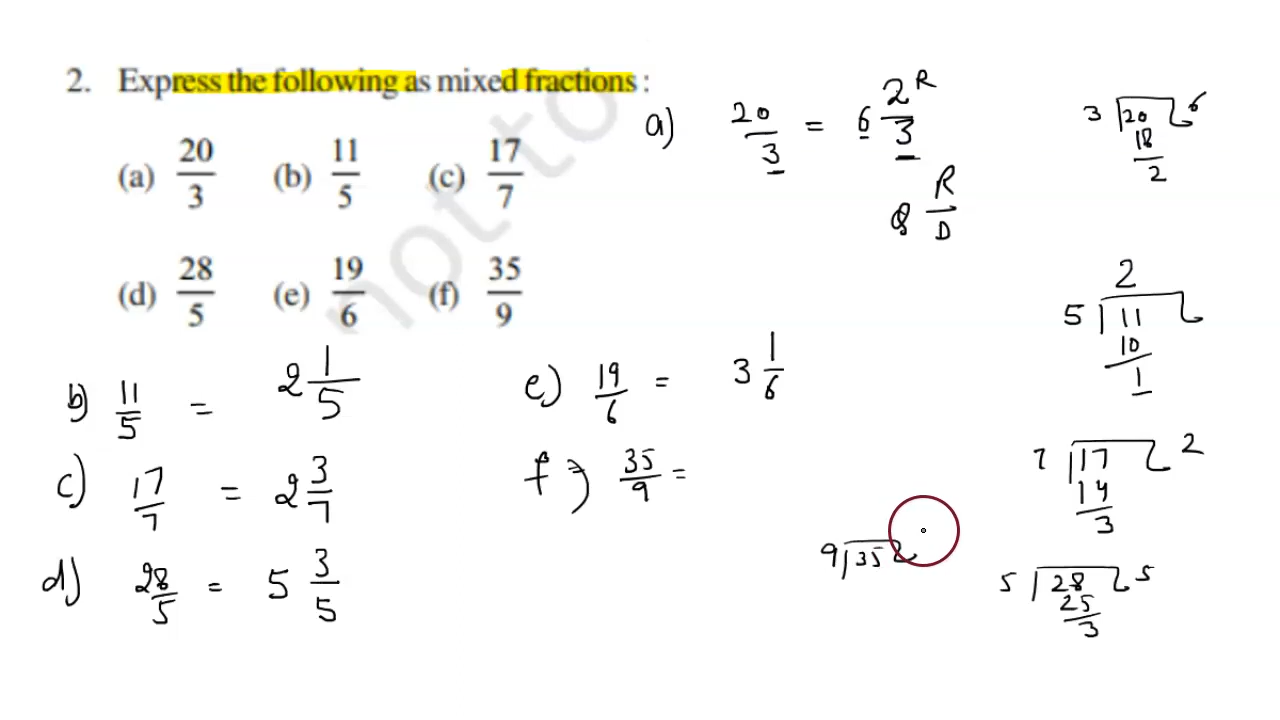 2. Express the following as mixed fractions :
(a) 20/3 (b) 11/5 (c) 17/7
(d) 28/5 (e) 19/6 (f) 35/9
not to
a) 20/3 = 6 2/3 R
Q R/D
3 20 6
18
2
2
5 11
10
1
b) 11/5 = 2 1/5
c) 17/7 = 2 3/7
d) 28/5 = 5 3/5
e) 19/6 = 3 1/6
f) 35/9 =
9 35
7 17 2
14
3
5 28 5
25
3